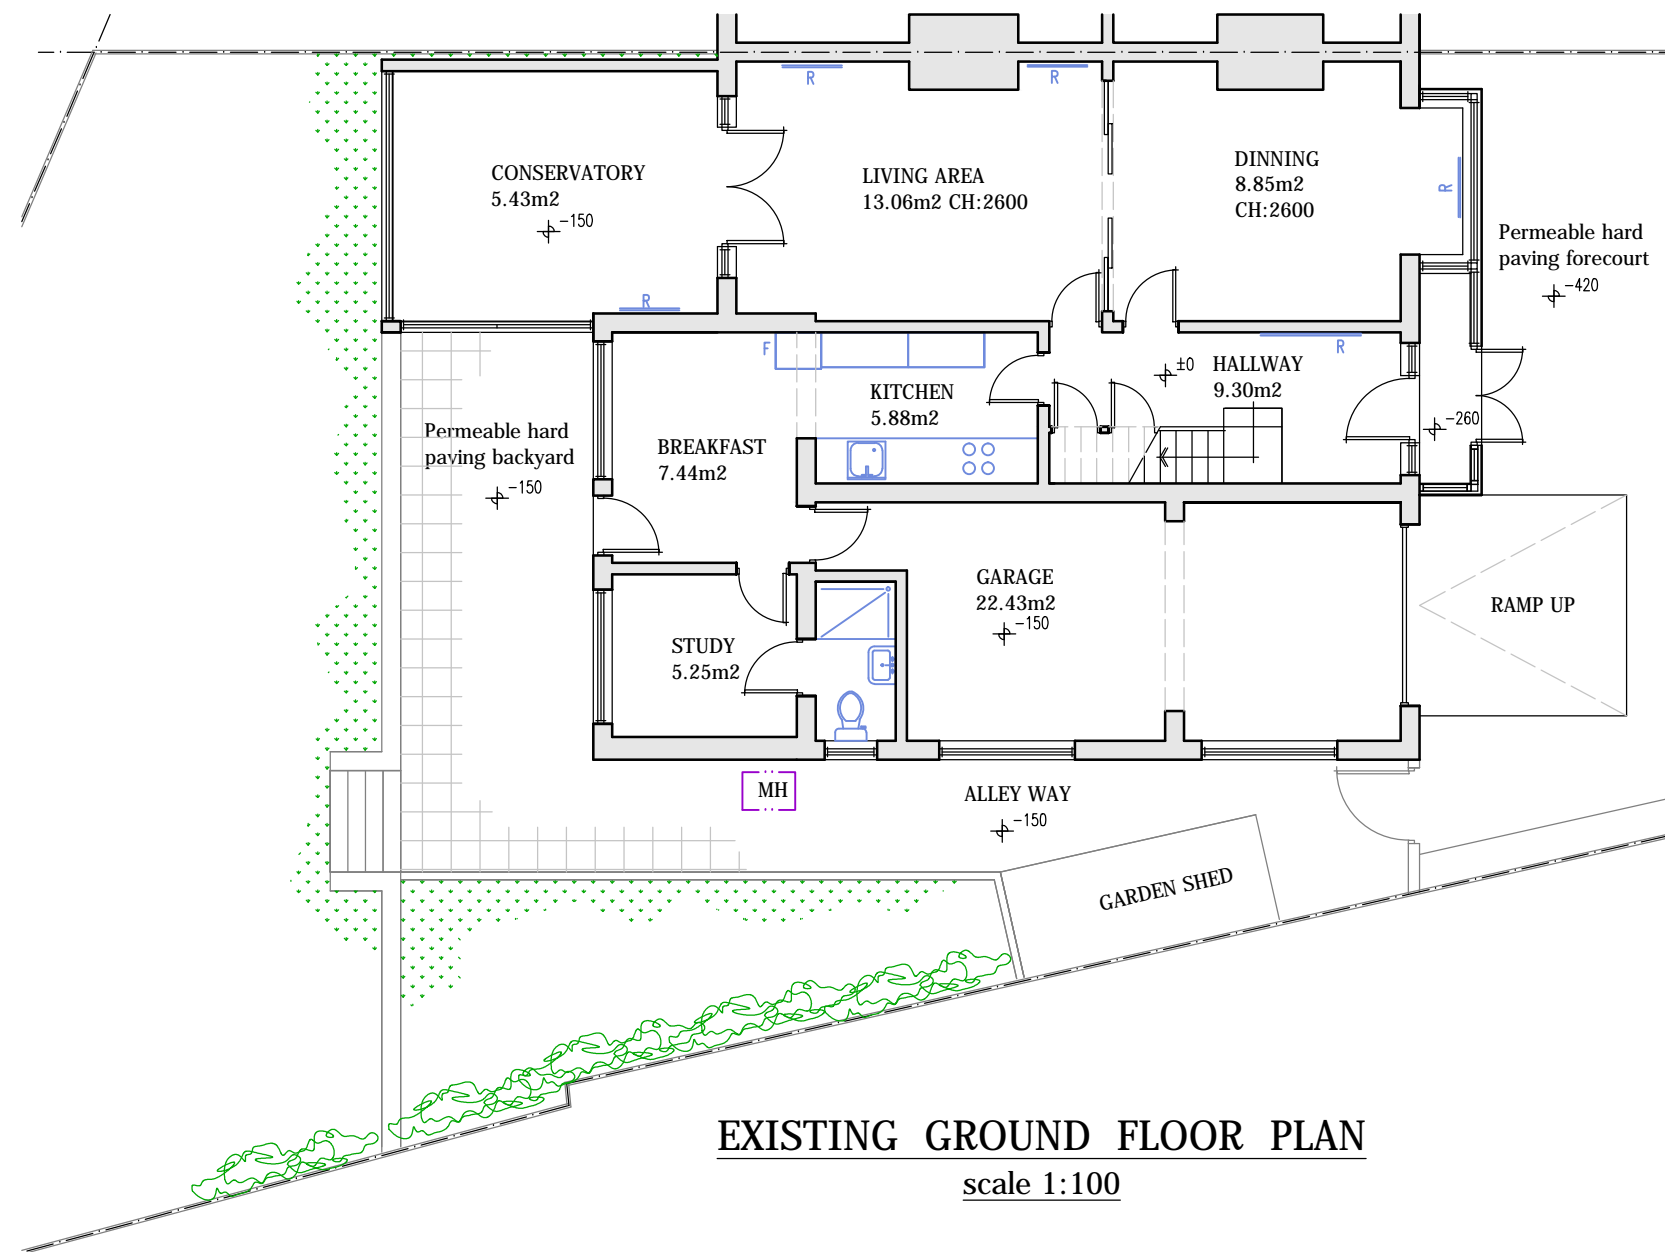 R
R
CONSERVATORY
5.43m2
-150
LIVING AREA
13.06m2 CH:2600
DINNING
8.85m2
CH:2600
R
Permeable hard
paving forecourt
-420
R
F
R
KITCHEN
5.88m2
±0
HALLWAY
9.30m2
-260
Permeable hard
paving backyard
-150
BREAKFAST
7.44m2
GARAGE
22.43m2
-150
RAMP UP
STUDY
5.25m2
MH
ALLEY WAY
-150
GARDEN SHED
EXISTING GROUND FLOOR PLAN
scale 1:100